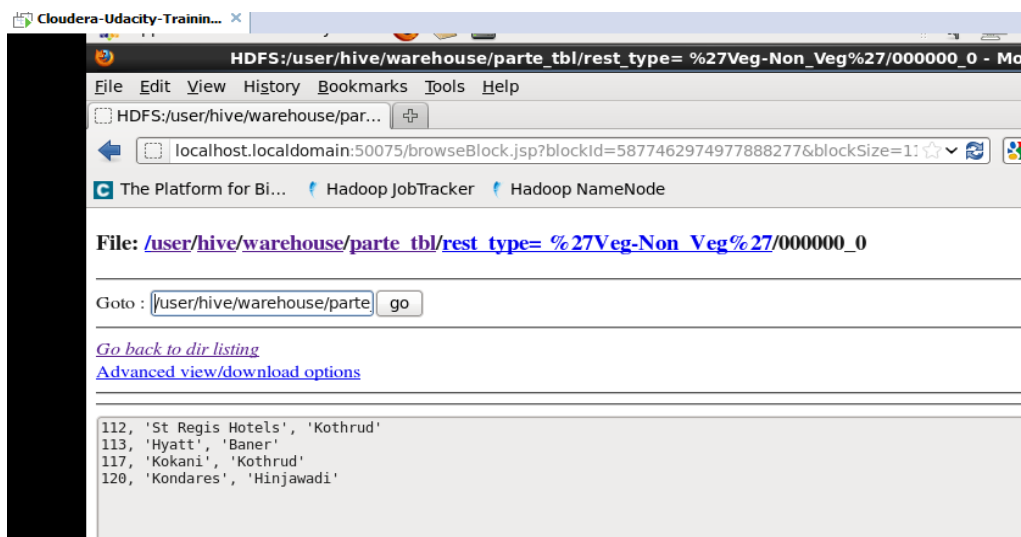 Cloudera-Udacity-Trainin... ×
HDFS:/user/hive/warehouse/parte_tbl/rest_type= %27Veg-Non_Veg%27/000000_0 - Mo
File Edit View History Bookmarks Tools Help
HDFS:/user/hive/warehouse/par...
localhost.localdomain:50075/browseBlock.jsp?blockId=5877462974977888277&blockSize=11
The Platform for Bi... Hadoop JobTracker Hadoop NameNode
File: /user/hive/warehouse/parte_tbl/rest_type= %27Veg-Non_Veg%27/000000_0
Goto : /user/hive/warehouse/parte_ go
Go back to dir listing
Advanced view/download options
112, 'St Regis Hotels', 'Kothrud'
113, 'Hyatt', 'Baner'
117, 'Kokani', 'Kothrud'
120, 'Kondares', 'Hinjawadi'